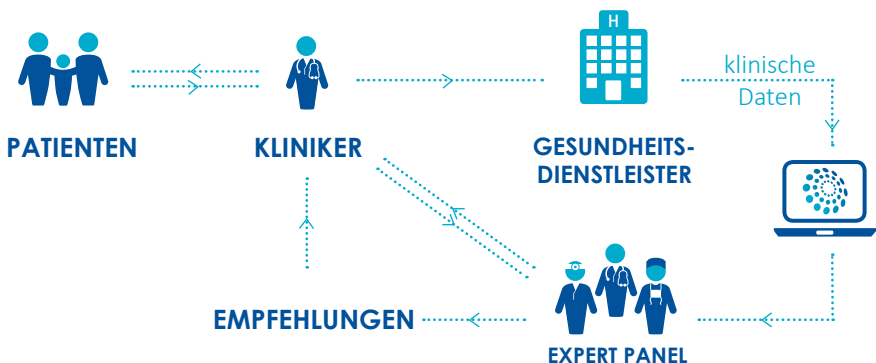 H
klinische
Daten
PATIENTEN
KLINIKER
GESUNDHEITS-
DIENSTLEISTER
EMPFEHLUNGEN
EXPERT PANEL